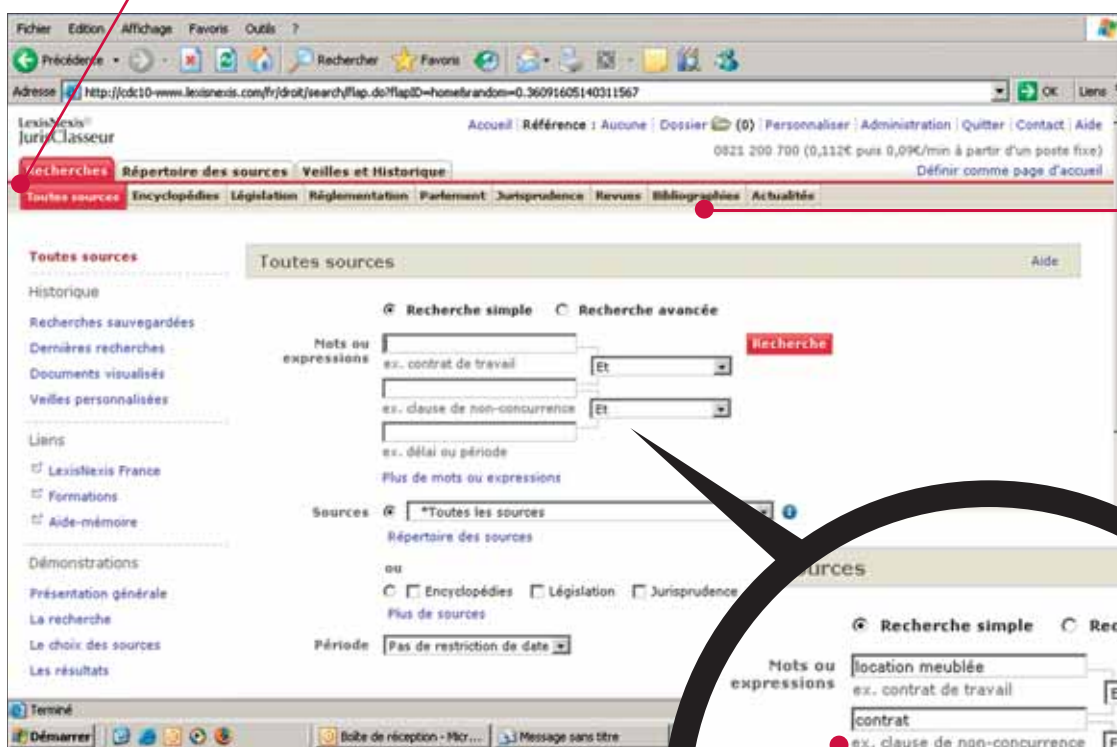 Fichier Edition Affichage Favoris Outils ?
Précédente Rechercher Favoris
Adresse http://cdc10-www.lexisnexis.com/fr/droit/search/flap.do?flapID=home&random=0.36091605140311567 OK Liens
LexisNexis®
JurisClasseur
Accueil | Référence : Aucune | Dossier (0) | Personnaliser | Administration | Quitter | Contact | Aide
0821 200 700 (0,112€ puis 0,09€/min à partir d'un poste fixe)
Recherches Répertoire des sources Veilles et Historique Définir comme page d'accueil
Toutes sources Encyclopédies Législation Réglementation Parlement Jurisprudence Revues Bibliographies Actualités
Toutes sources
Historique
Recherches sauvegardées
Dernières recherches
Documents visualisés
Veilles personnalisées
Liens
LexisNexis France
Formations
Aide-mémoire
Démonstrations
Présentation générale
La recherche
Le choix des sources
Les résultats
Toutes sources Aide
Recherche simple Recherche avancée
Mots ou expressions
Recherche
ex. contrat de travail Et
ex. clause de non-concurrence Et
ex. délai ou période
Plus de mots ou expressions
Sources *Toutes les sources
Répertoire des sources
ou
Encyclopédies Législation Jurisprudence
Plus de sources
Période Pas de restriction de date
Terminé
Démarrer Boîte de réception - Micr... Message sans titre
urces
Recherche simple Rec
Mots ou expressions
location meublée
ex. contrat de travail
contrat
ex. clause de non-concurrence